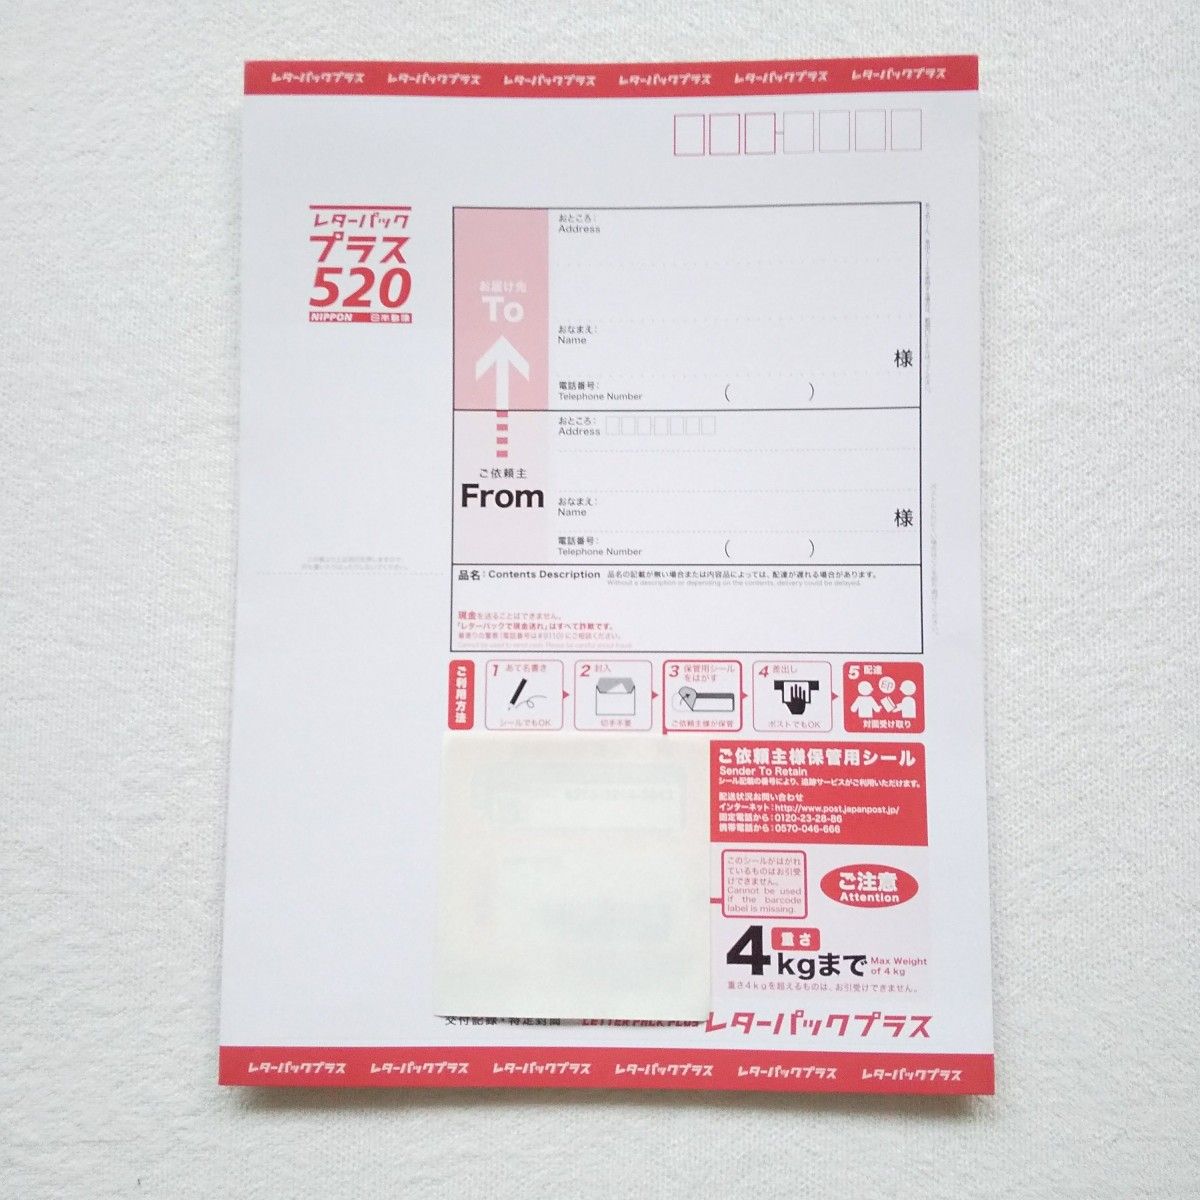 レターパックプラス レターパックプラス レターパックプラス レターパックプラス レターパックプラス レターパックプラス
レターパック
プラス
520
NIPPON 日本郵便
お届け先
To
おところ：
Address
おなまえ：
Name
様
電話番号：
Telephone Number ( )
ご依頼主
From
おところ：
Address
おなまえ：
Name
様
電話番号：
Telephone Number ( )
品名：Contents Description 品名の記載が無い場合または内容品によっては、配達が遅れる場合があります。
Without a description or depending on the contents, delivery could be delayed.
現金を送ることはできません。
「レターパックで現金送れ」はすべて詐欺です。
最寄りの警察（電話番号は#9110）にご相談ください。
ご利用方法
1 あて名書き
シールでもOK
2 封入
切手不要
3 保管用シール
をはがす
ご依頼主様が保管
4 差出し
ポストでもOK
5 配達
対面受け取り
ご依頼主様保管用シール
Sender To Retain
シール記載の番号により、追跡サービスがご利用いただけます。
配送状況お問い合わせ
インターネット：http://www.post.japanpost.jp/
固定電話から：0120-23-28-86
携帯電話から：0570-046-666
このシールがはがれ
ているものはお引受
けできません。
Cannot be used
if the barcode
label is missing.
ご注意
Attention
4kgまで
重さ
Max Weight
of 4 kg
重さ4kgを超えるものは、お引受けできません。
交付記録・特定封筒 LETTER PACK PLUS レターパックプラス
レターパックプラス レターパックプラス レターパックプラス レターパックプラス レターパックプラス レターパックプラス